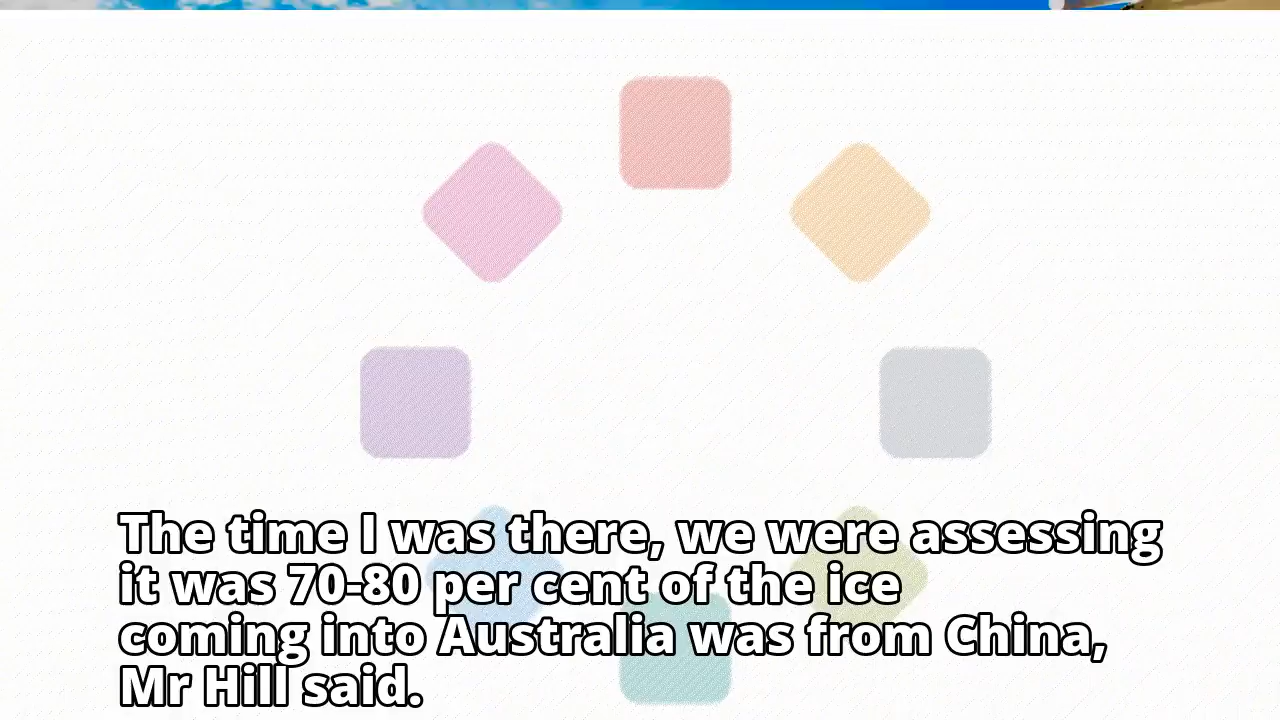 The time I was there, we were assessing
it was 70-80 per cent of the ice
coming into Australia was from China,
Mr Hill said.